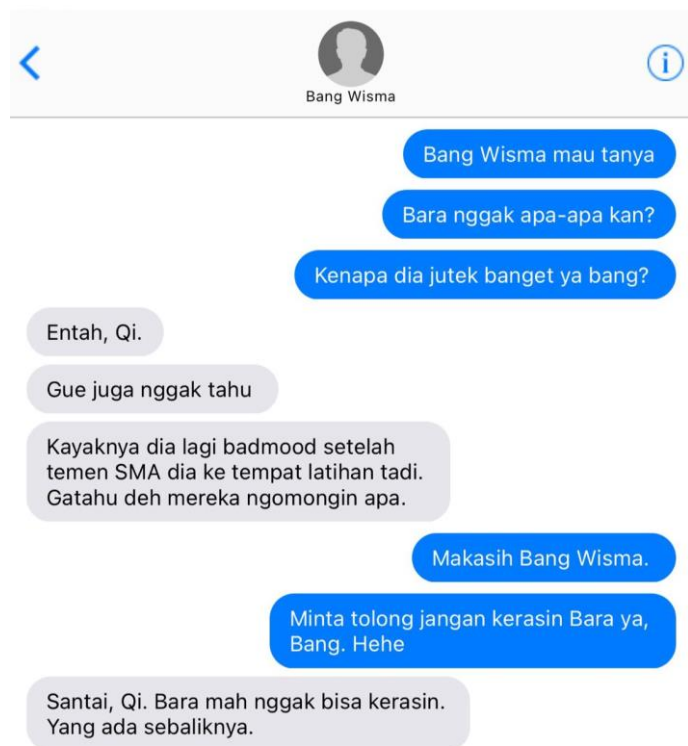 Bang Wisma
Bang Wisma mau tanya
Bara nggak apa-apa kan?
Kenapa dia jutek banget ya bang?
Entah, Qi.
Gue juga nggak tahu
Kayaknya dia lagi badmood setelah
temen SMA dia ke tempat latihan tadi.
Gatahu deh mereka ngomongin apa.
Makasih Bang Wisma.
Minta tolong jangan kerasin Bara ya,
Bang. Hehe
Santai, Qi. Bara mah nggak bisa kerasin.
Yang ada sebaliknya.